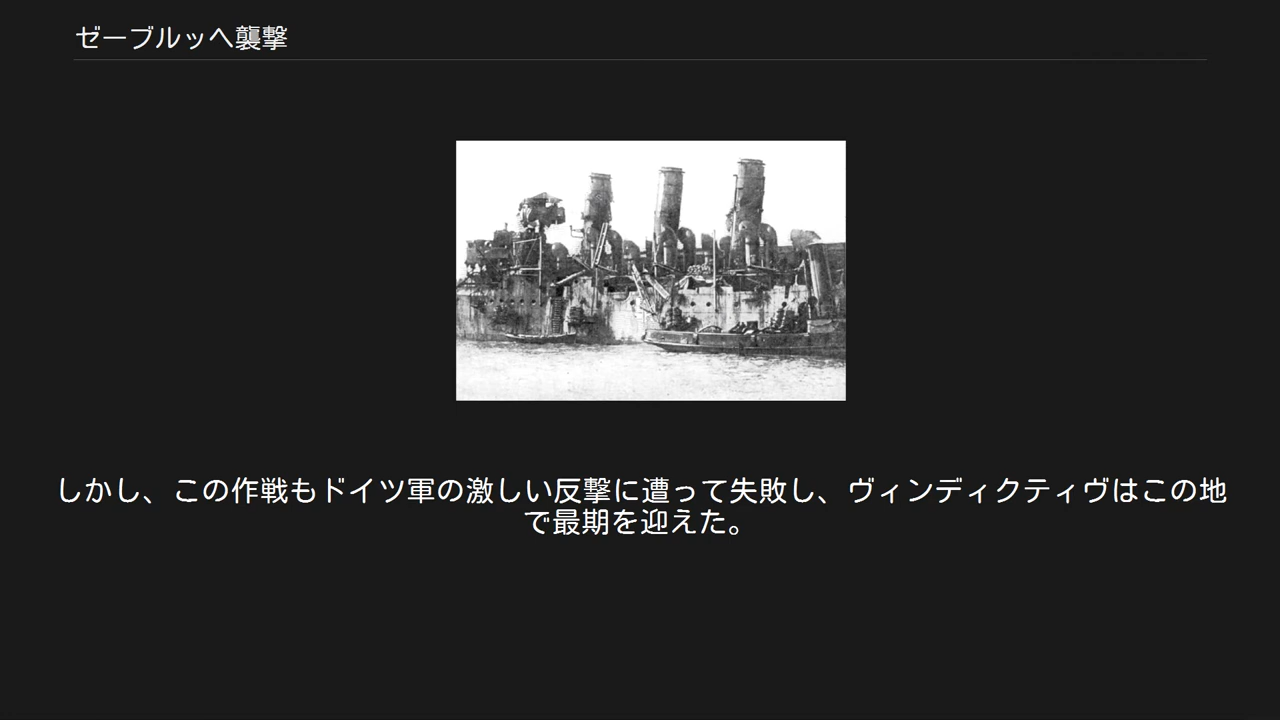 ゼーブルッヘ襲撃
しかし、この作戦もドイツ軍の激しい反撃に遭って失敗し、ヴィンディクティヴはこの地
で最期を迎えた。